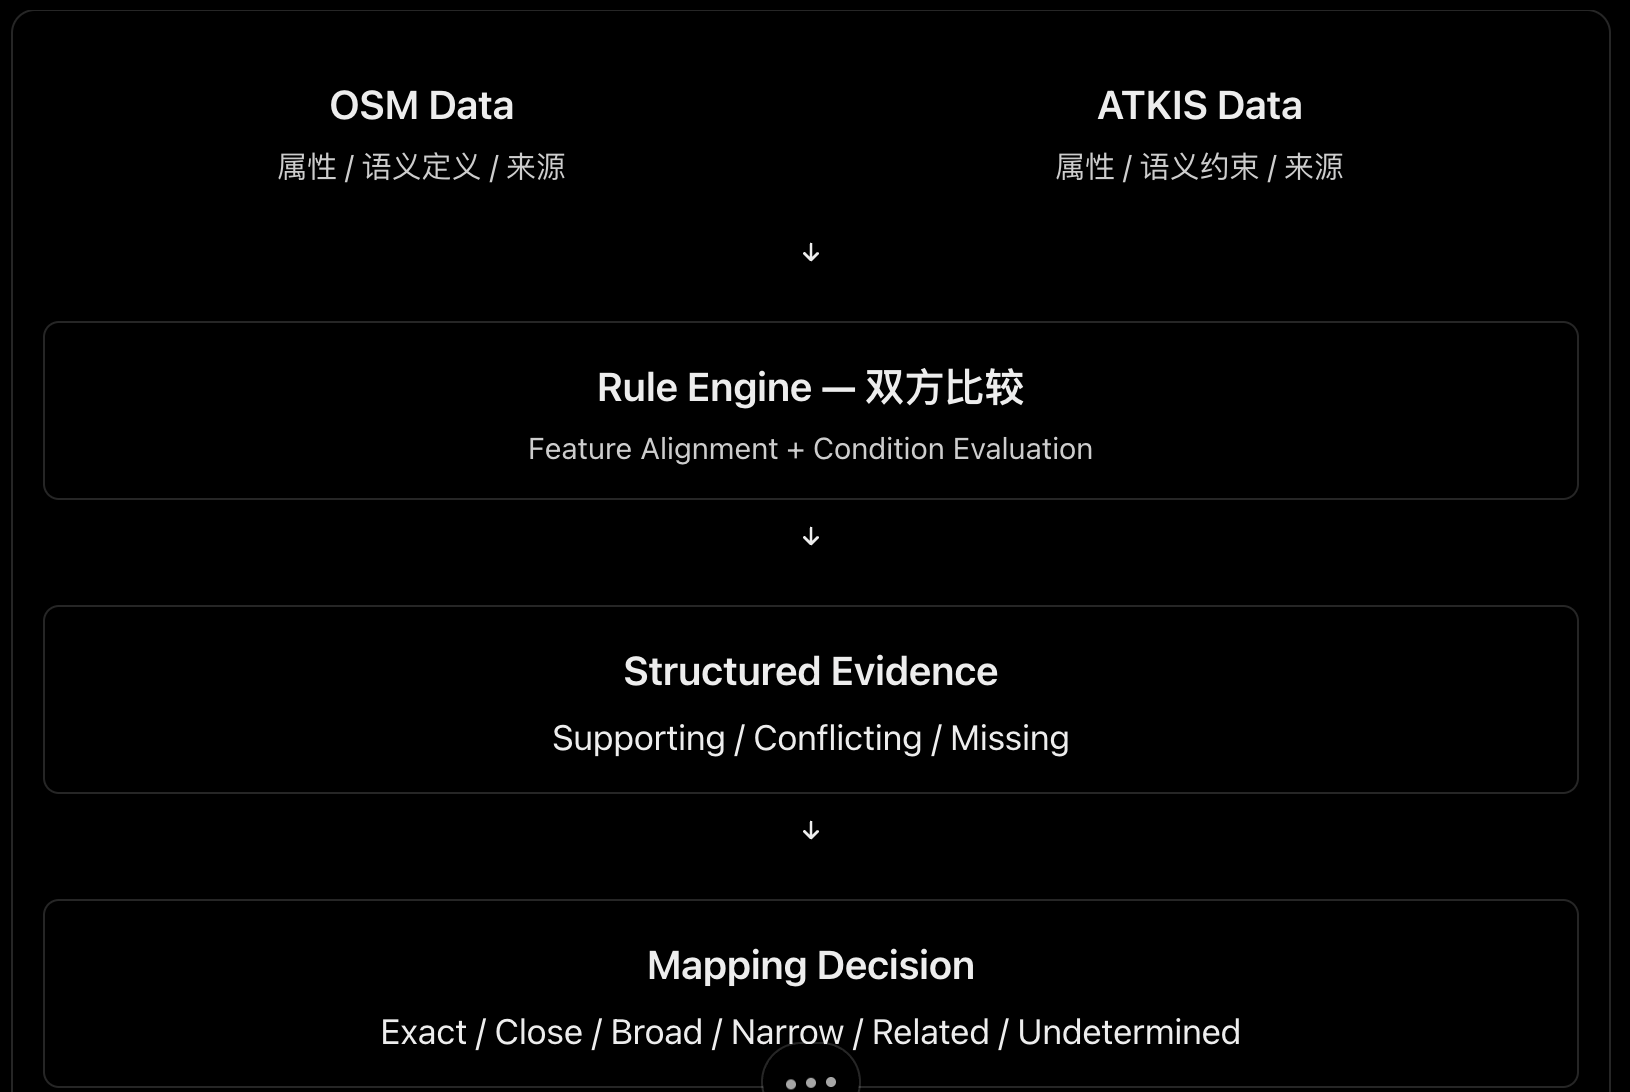 OSM Data
ATKIS Data
属性 / 语义定义 / 来源
属性 / 语义约束 / 来源
↓
Rule Engine — 双方比较
Feature Alignment + Condition Evaluation
↓
Structured Evidence
Supporting / Conflicting / Missing
↓
Mapping Decision
Exact / Close / Broad / Narrow / Related / Undetermined